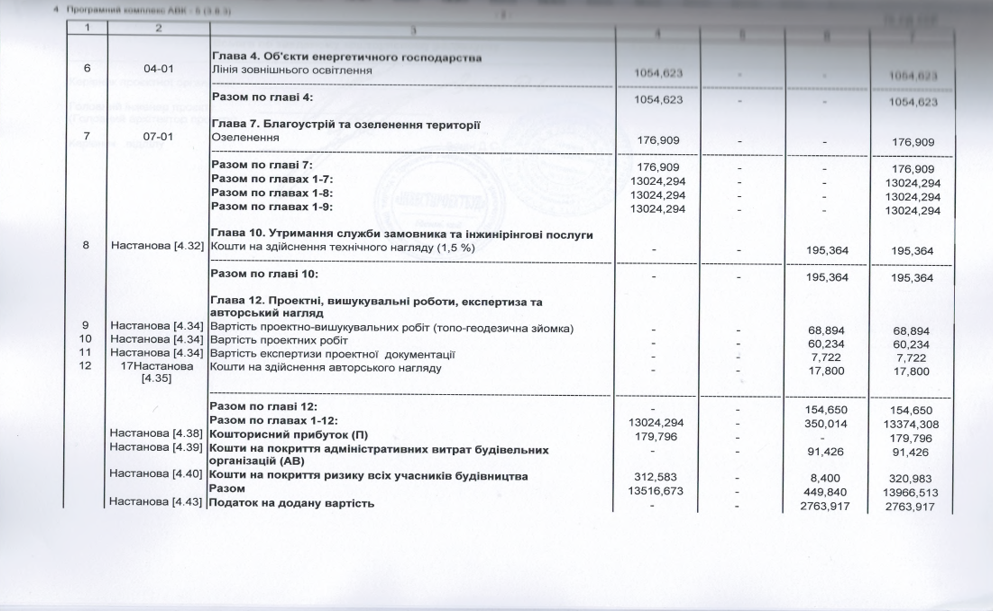 4 Програмний комплекс АВК - 5 (3.8.3)
1 2 3 4 5 6 7
Глава 4. Об'єкти енергетичного господарства
6 04-01 Лінія зовнішнього освітлення 1054,623 - - 1054,623
Разом по главі 4: 1054,623 - - 1054,623
Глава 7. Благоустрій та озеленення території
7 07-01 Озеленення 176,909 - - 176,909
Разом по главі 7: 176,909 - - 176,909
Разом по главах 1-7: 13024,294 - - 13024,294
Разом по главах 1-8: 13024,294 - - 13024,294
Разом по главах 1-9: 13024,294 - - 13024,294
Глава 10. Утримання служби замовника та інжинірінгові послуги
8 Настанова [4.32] Кошти на здійснення технічного нагляду (1,5 %) - - 195,364 195,364
Разом по главі 10: - - 195,364 195,364
Глава 12. Проектні, вишукувальні роботи, експертиза та
авторський нагляд
9 Настанова [4.34] Вартість проектно-вишукувальних робіт (топо-геодезична зйомка) - - 68,894 68,894
10 Настанова [4.34] Вартість проектних робіт - - 60,234 60,234
11 Настанова [4.34] Вартість експертизи проектної документації - - 7,722 7,722
12 17Настанова Кошти на здійснення авторського нагляду - - 17,800 17,800
[4.35]
Разом по главі 12: - - 154,650 154,650
Разом по главах 1-12: 13024,294 - 350,014 13374,308
Настанова [4.38] Кошторисний прибуток (П) 179,796 - - 179,796
Настанова [4.39] Кошти на покриття адміністративних витрат будівельних - - 91,426 91,426
організацій (АВ)
Настанова [4.40] Кошти на покриття ризику всіх учасників будівництва 312,583 - 8,400 320,983
Разом 13516,673 - 449,840 13966,513
Настанова [4.43] Податок на додану вартість - - 2763,917 2763,917